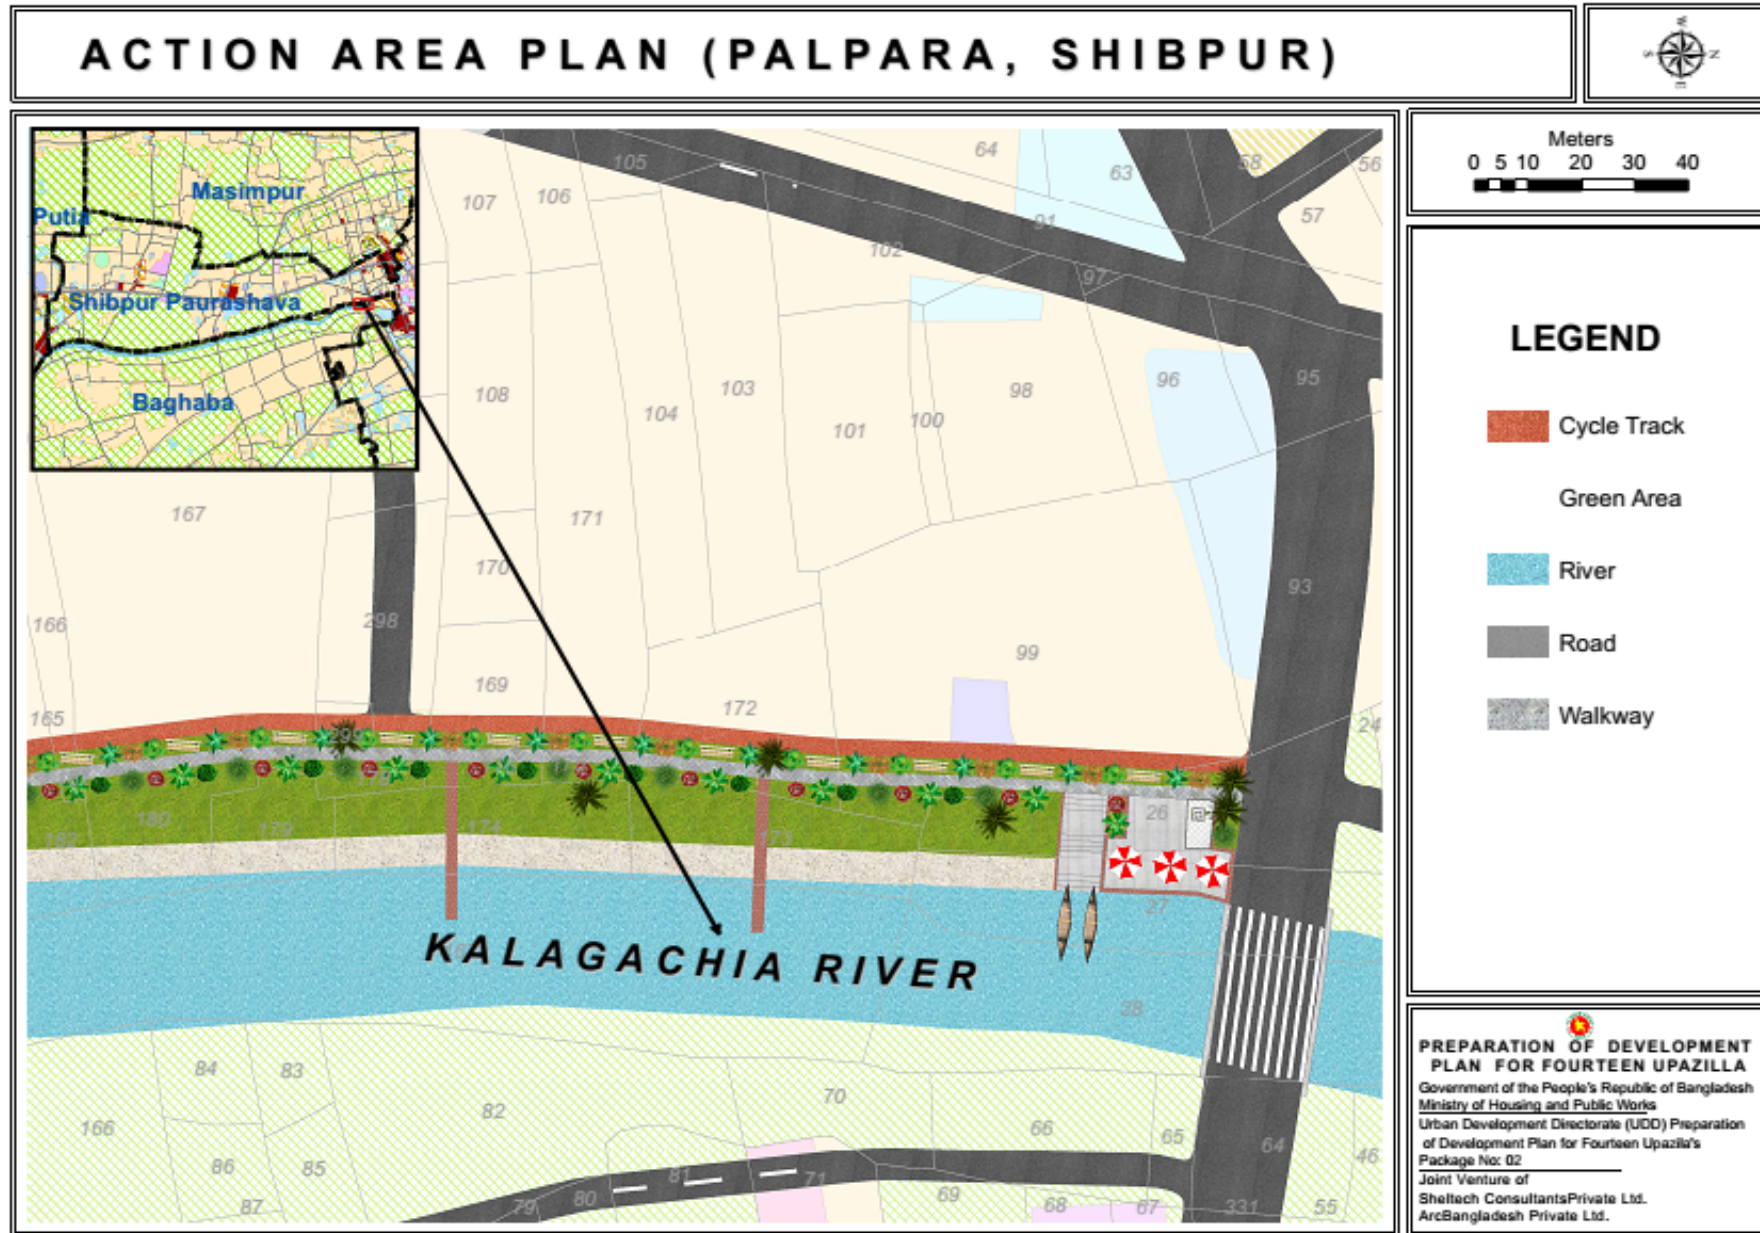 ACTION AREA PLAN (PALPARA, SHIBPUR)
W
S N
E
Meters
0 5 10 20 30 40
Masimpur
Putia
Shibpur Paurashava
Baghaba
105
107
106
64
63
58
56
57
91
102
97
108
104
103
101
100
98
96
95
167
171
170
93
166
298
169
99
165
172
24
299
180
179
174
173
26
182
27
KALAGACHIA RIVER
28
84
83
82
70
166
66
65
64
86
85
81
71
46
87
79
80
69
68
67
331
55
LEGEND
Cycle Track
Green Area
River
Road
Walkway
PREPARATION OF DEVELOPMENT
PLAN FOR FOURTEEN UPAZILLA
Government of the People's Republic of Bangladesh
Ministry of Housing and Public Works
Urban Development Directorate (UDD) Preparation
of Development Plan for Fourteen Upazila's
Package No: 02
Joint Venture of
Sheltech ConsultantsPrivate Ltd.
ArcBangladesh Private Ltd.